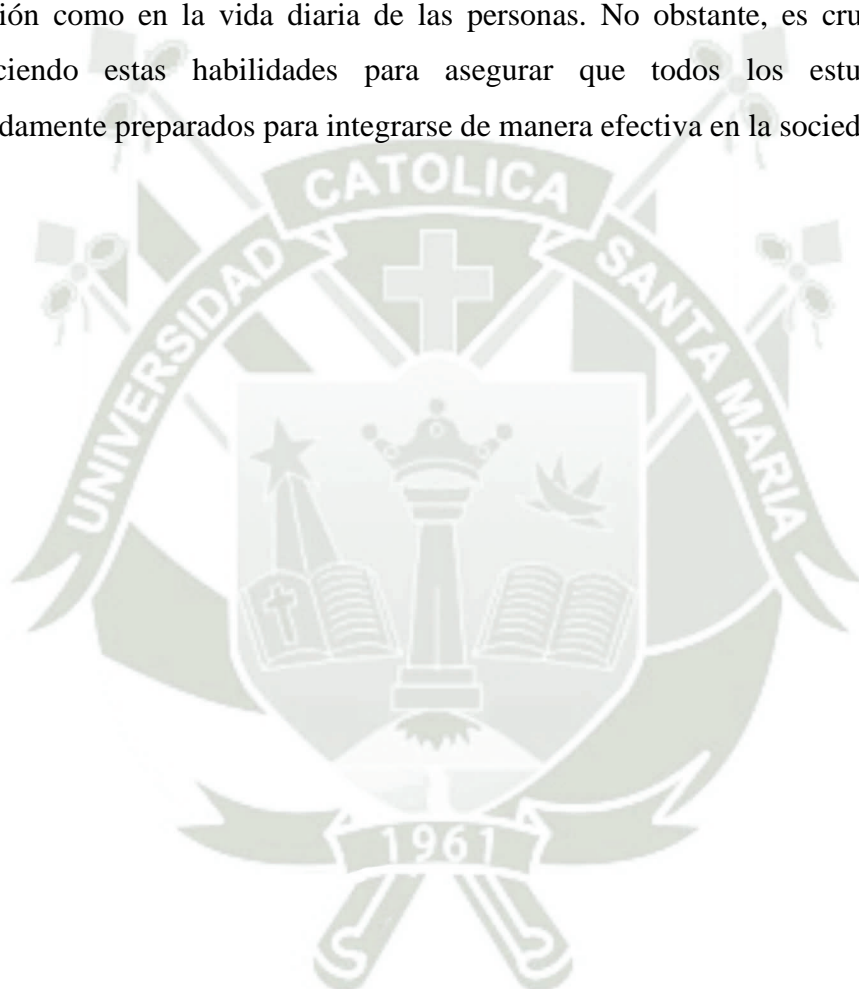 ión como en la vida diaria de las personas. No obstante, es cru
ciendo estas habilidades para asegurar que todos los estu
damente preparados para integrarse de manera efectiva en la socied
CATOLICA
UNIVERSIDAD
SANTA MARIA
1961